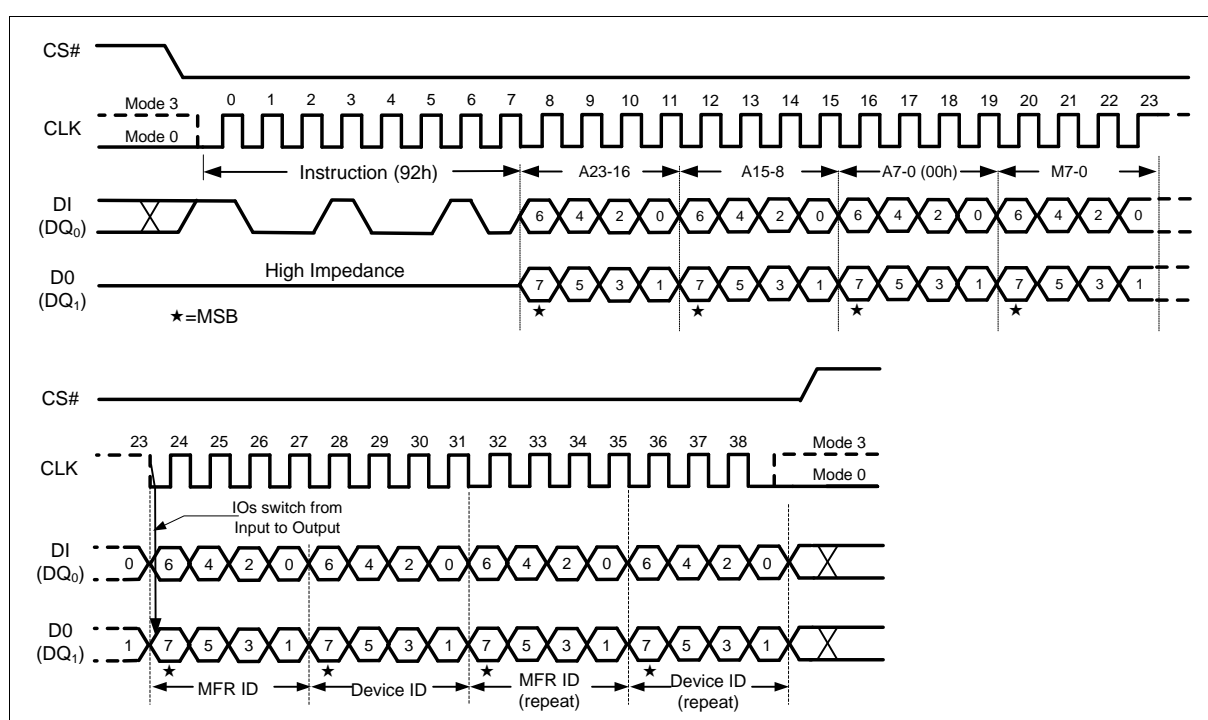 CS#
Mode 3 0 1 2 3 4 5 6 7 8 9 10 11 12 13 14 15 16 17 18 19 20 21 22 23
CLK
Mode 0
Instruction (92h) A23-16 A15-8 A7-0 (00h) M7-0
DI
(DQ0) 6 4 2 0 6 4 2 0 6 4 2 0 6 4 2 0
High Impedance
D0
(DQ1) 7 5 3 1 7 5 3 1 7 5 3 1 7 5 3 1
★=MSB ★ ★ ★ ★
CS#
23 24 25 26 27 28 29 30 31 32 33 34 35 36 37 38 Mode 3
CLK
Mode 0
IOs switch from
Input to Output
DI
(DQ0) 0 6 4 2 0 6 4 2 0 6 4 2 0 6 4 2 0
D0
(DQ1) 1 7 5 3 1 7 5 3 1 7 5 3 1 7 5 3 1
★ ★ ★ ★
MFR ID Device ID MFR ID (repeat) Device ID (repeat)